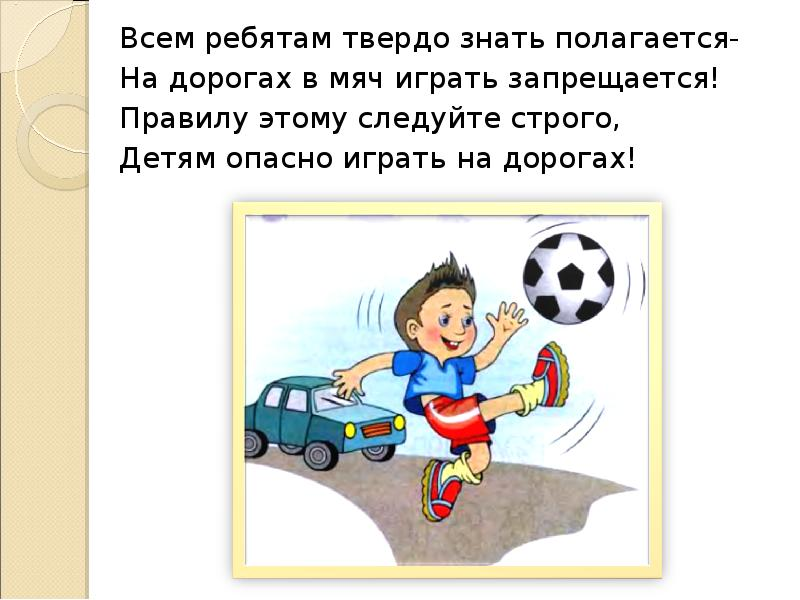 Всем ребятам твердо знать полагается-
На дорогах в мяч играть запрещается!
Правилу этому следуйте строго,
Детям опасно играть на дорогах!